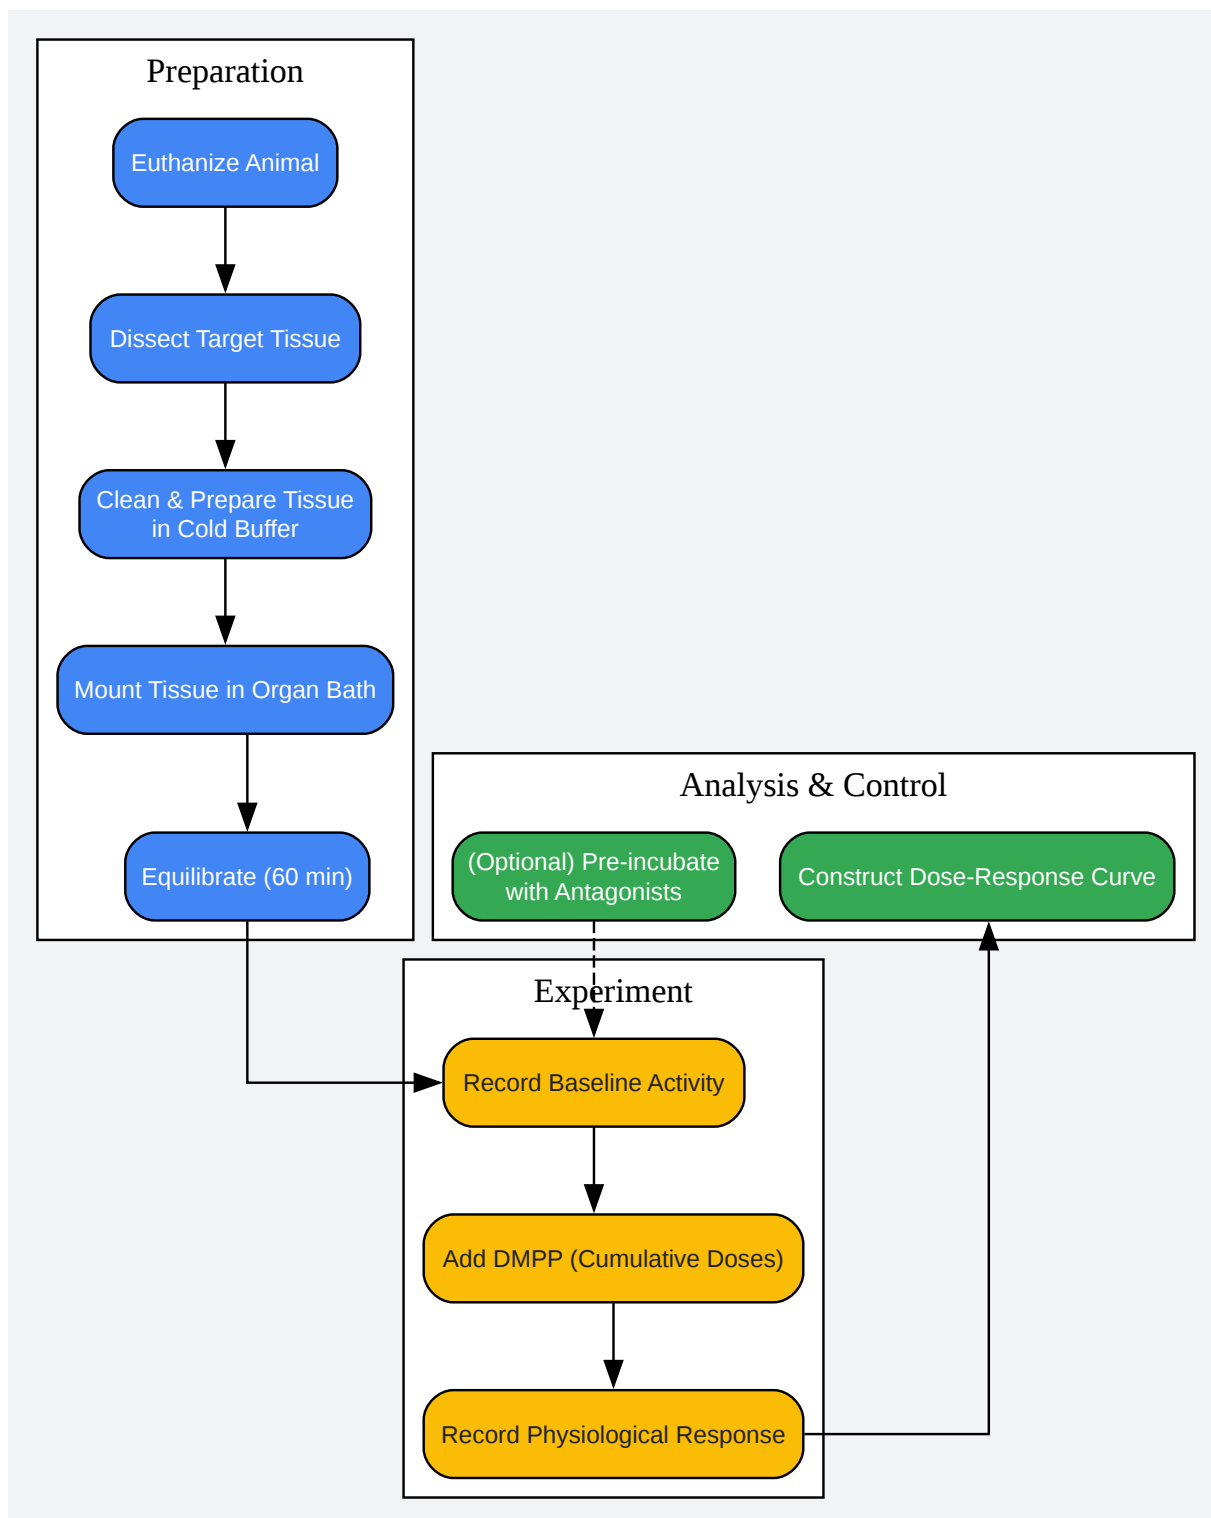 Preparation
Euthanize Animal
Dissect Target Tissue
Clean & Prepare Tissue
in Cold Buffer
Mount Tissue in Organ Bath
Equilibrate (60 min)
Analysis & Control
(Optional) Pre-incubate
with Antagonists
Construct Dose-Response Curve
Experiment
Record Baseline Activity
Add DMPP (Cumulative Doses)
Record Physiological Response